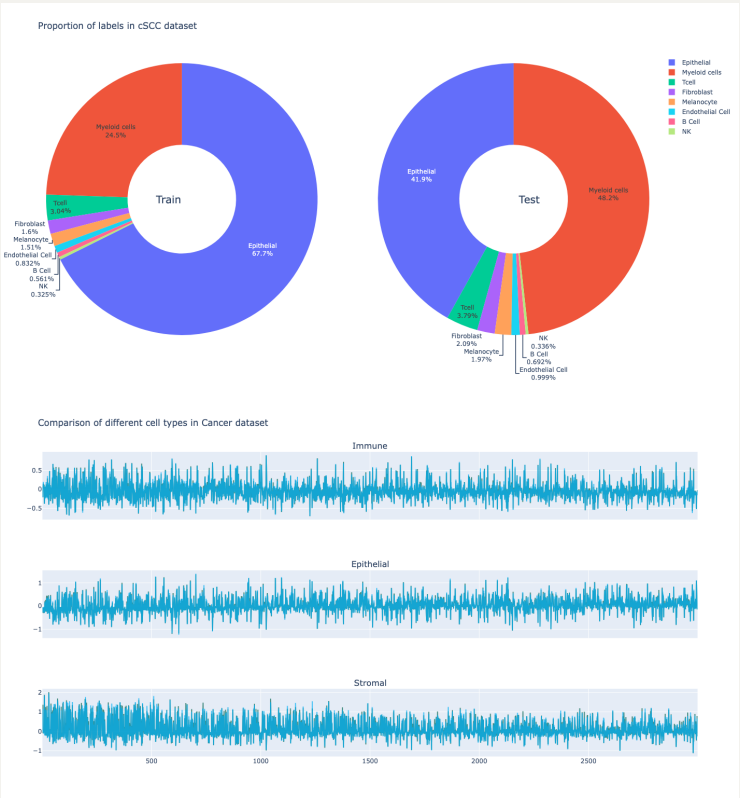 Proportion of labels in cSCC dataset
Myeloid cells
24.5%
Tcell
3.04%
Fibroblast
1.6%
Melanocyte
1.51%
Endothelial Cell
0.832%
B Cell
0.561%
NK
0.325%
Train
Epithelial
67.7%
Epithelial
41.9%
Test
Myeloid cells
48.2%
Tcell
3.79%
Fibroblast
2.09%
Melanocyte
1.97%
NK
0.336%
B Cell
0.692%
Endothelial Cell
0.999%
Epithelial
Myeloid cells
Tcell
Fibroblast
Melanocyte
Endothelial Cell
B Cell
NK
Comparison of different cell types in Cancer dataset
Immune
0.5
0
−0.5
Epithelial
1
0
−1
Stromal
2
1
0
−1
500 1000 1500 2000 2500